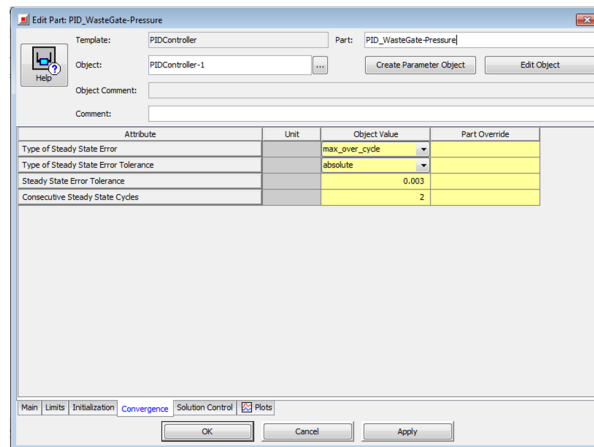 Edit Part: PID_WasteGate-Pressure
Template: PIDController Part: PID_WasteGate-Pressure
Help
Object: PIDController-1 ... Create Parameter Object Edit Object
Object Comment:
Comment:
Attribute Unit Object Value Part Override
Type of Steady State Error max_over_cycle
Type of Steady State Error Tolerance absolute
Steady State Error Tolerance 0.003
Consecutive Steady State Cycles 2
Main Limits Initialization Convergence Solution Control Plots
OK Cancel Apply